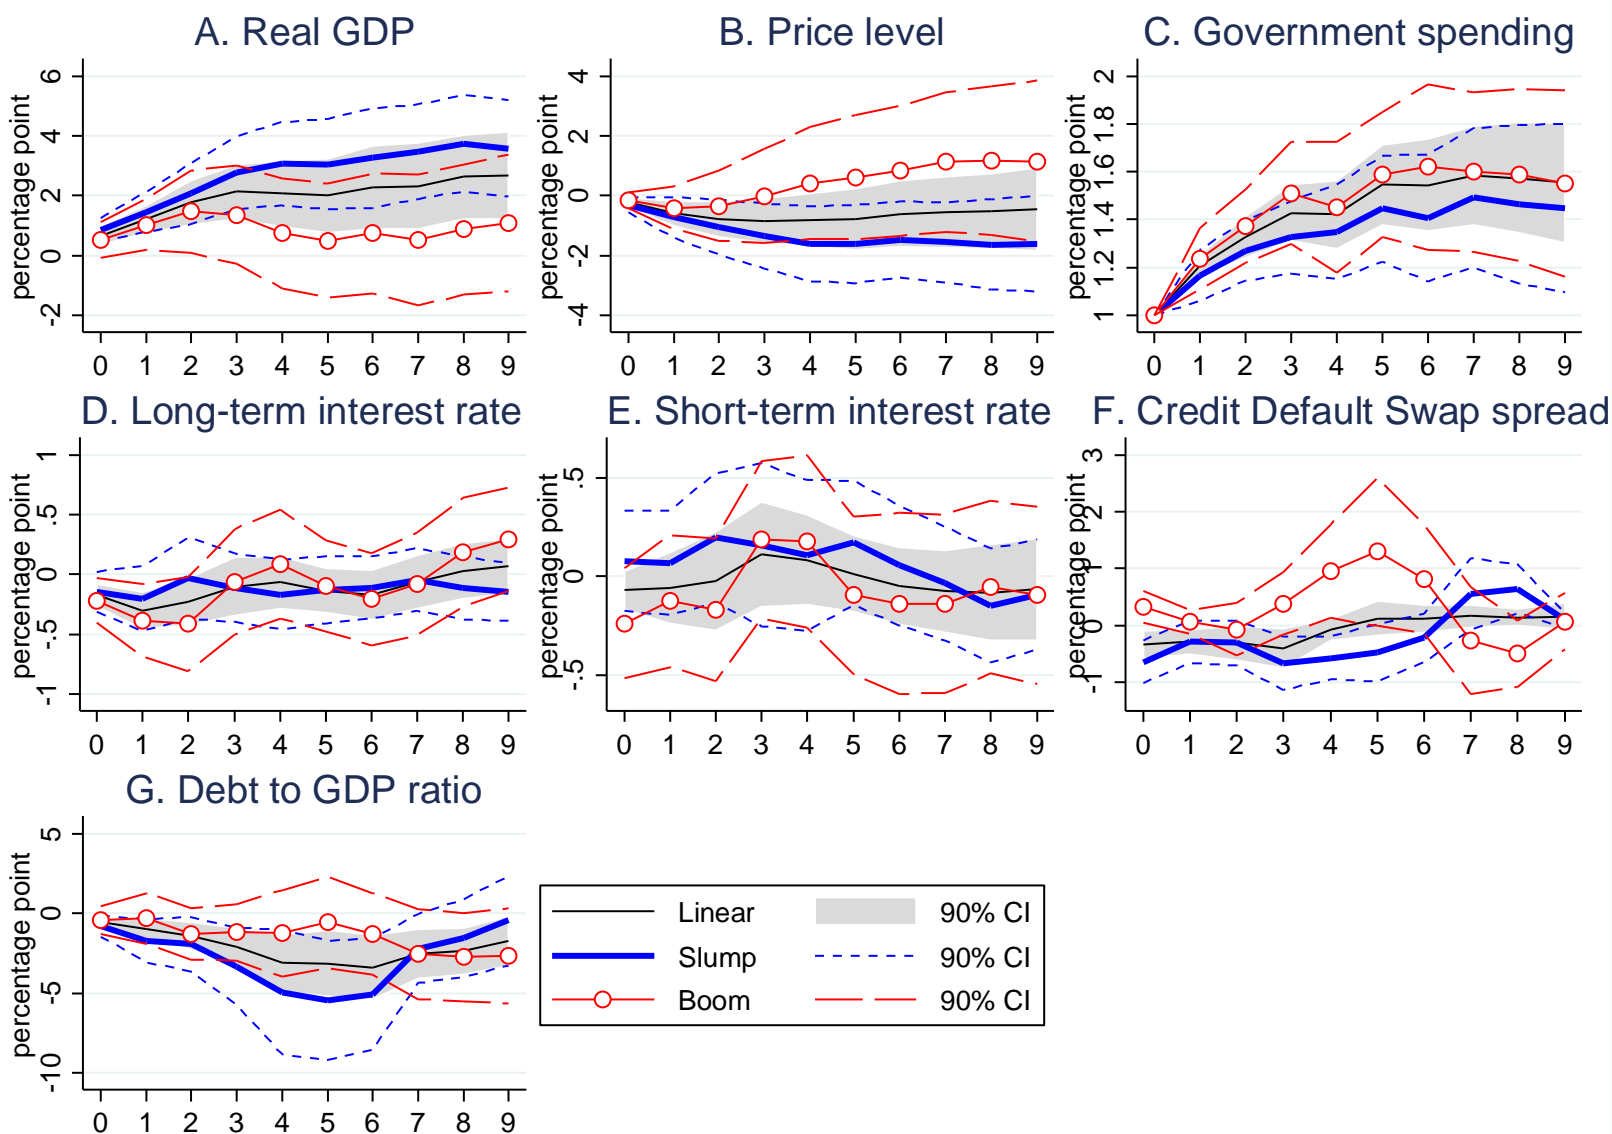 A. Real GDP
percentage point
6
4
2
0
-2
0 1 2 3 4 5 6 7 8 9
B. Price level
percentage point
4
2
0
-2
-4
0 1 2 3 4 5 6 7 8 9
C. Government spending
percentage point
2
1.8
1.6
1.4
1.2
1
0 1 2 3 4 5 6 7 8 9
D. Long-term interest rate
percentage point
1
.5
0
-.5
-1
0 1 2 3 4 5 6 7 8 9
E. Short-term interest rate
percentage point
.5
0
-.5
0 1 2 3 4 5 6 7 8 9
F. Credit Default Swap spread
percentage point
3
2
1
0
-1
0 1 2 3 4 5 6 7 8 9
G. Debt to GDP ratio
percentage point
5
0
-5
-10
0 1 2 3 4 5 6 7 8 9
Linear 90% CI
Slump 90% CI
Boom 90% CI